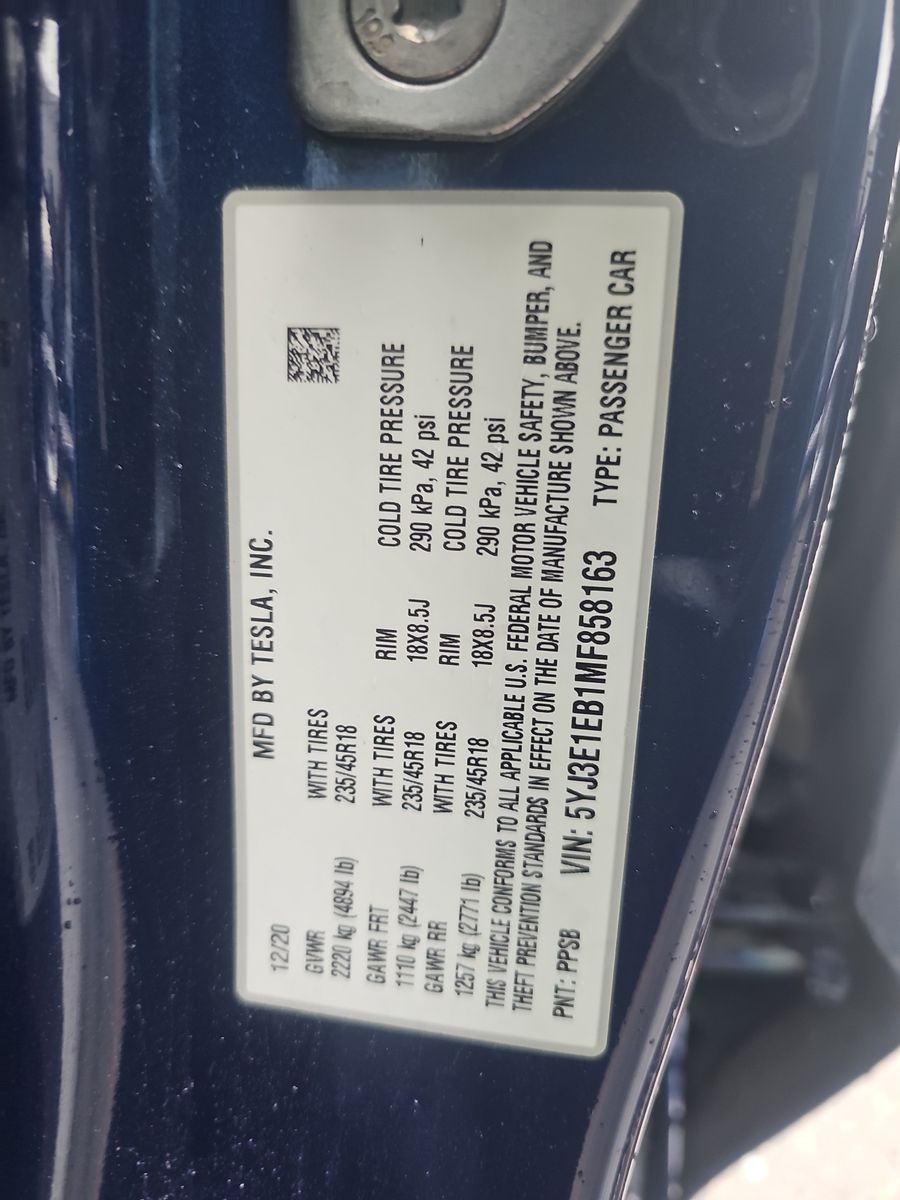 MFD BY TESLA, INC.
12/20
GVWR WITH TIRES
2220 kg (4894 lb) 235/45R18
GAWR FRT WITH TIRES RIM COLD TIRE PRESSURE
1110 kg (2447 lb) 235/45R18 18X8.5J 290 kPa, 42 psi
GAWR RR WITH TIRES RIM COLD TIRE PRESSURE
1257 kg (2771 lb) 235/45R18 18X8.5J 290 kPa, 42 psi
THIS VEHICLE CONFORMS TO ALL APPLICABLE U.S. FEDERAL MOTOR VEHICLE SAFETY, BUMPER, AND
THEFT PREVENTION STANDARDS IN EFFECT ON THE DATE OF MANUFACTURE SHOWN ABOVE.
PNT: PPSB VIN: 5YJ3E1EB1MF858163 TYPE: PASSENGER CAR